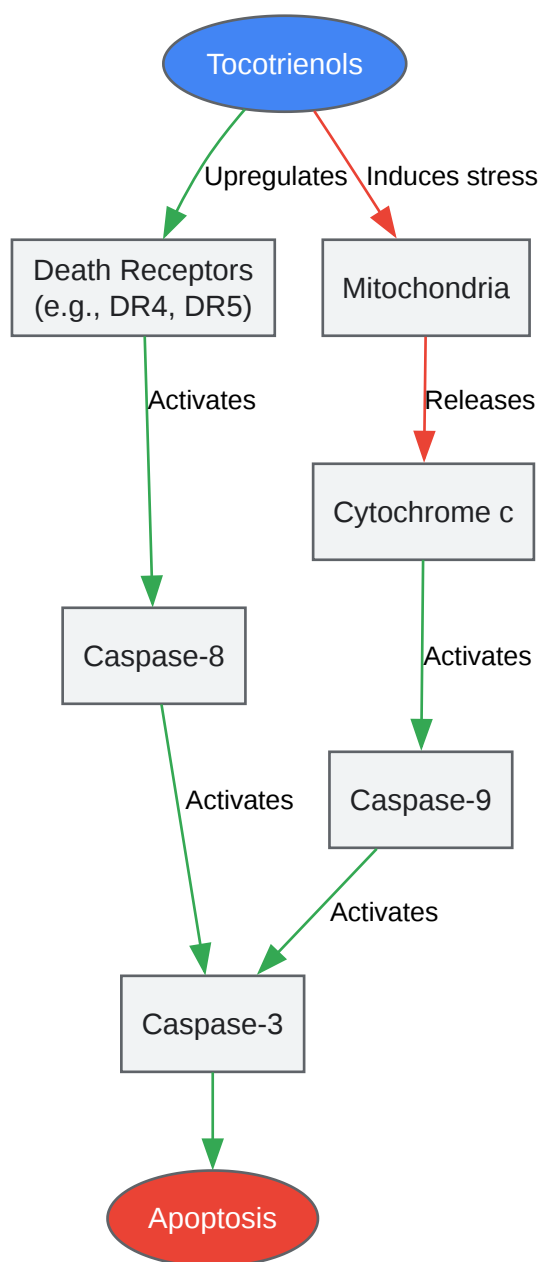 Tocotrienols
Upregulates
Induces stress
Death Receptors
(e.g., DR4, DR5)
Mitochondria
Activates
Releases
Cytochrome c
Caspase-8
Activates
Activates
Caspase-9
Activates
Caspase-3
Apoptosis